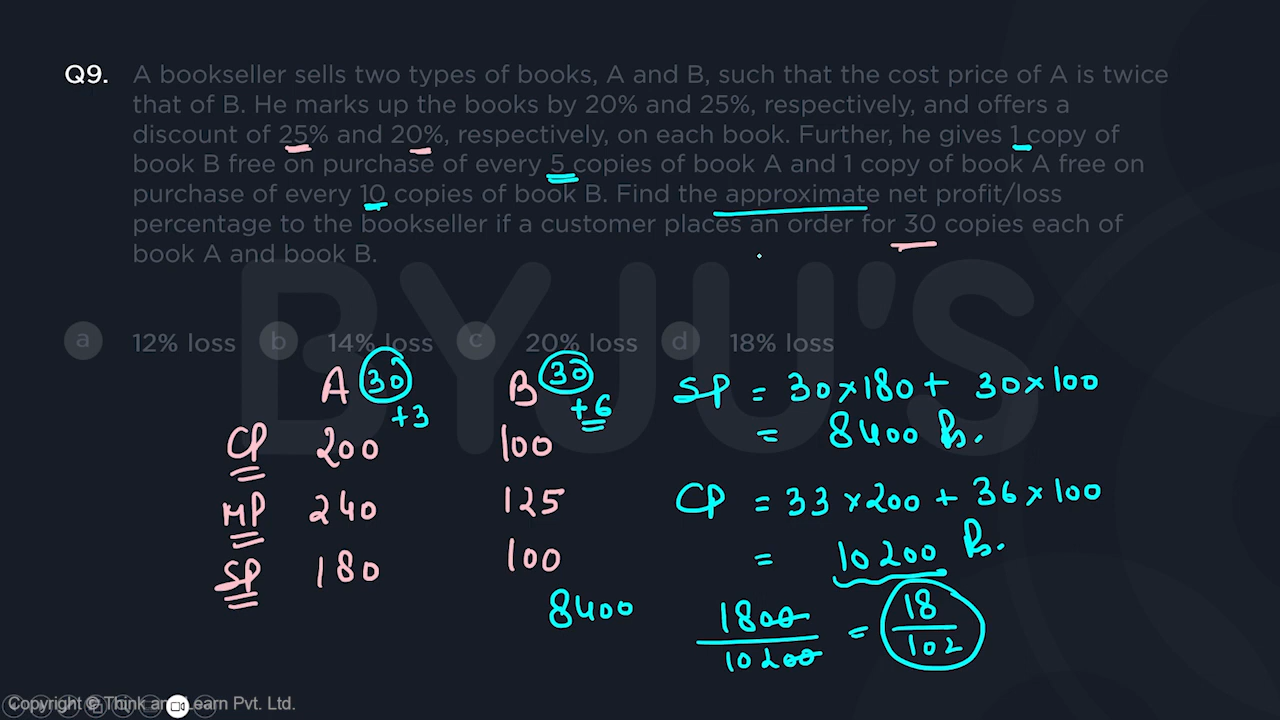 Q9. A bookseller sells two types of books, A and B, such that the cost price of A is twice
that of B. He marks up the books by 20% and 25%, respectively, and offers a
discount of 25% and 20%, respectively, on each book. Further, he gives 1 copy of
book B free on purchase of every 5 copies of book A and 1 copy of book A free on
purchase of every 10 copies of book B. Find the approximate net profit/loss
percentage to the bookseller if a customer places an order for 30 copies each of
book A and book B.
BYJU'S
a 12% loss b 14% loss c 20% loss d 18% loss
A 30 +3 B 30 +6
CP 200 100
MP 240 125
SP 180 100
8400
SP = 30×180 + 30×100
= 8400 Rs.
CP = 33×200 + 36×100
= 10200 Rs.
1800/10200 = 18/102
Copyright © Think and Learn Pvt. Ltd.